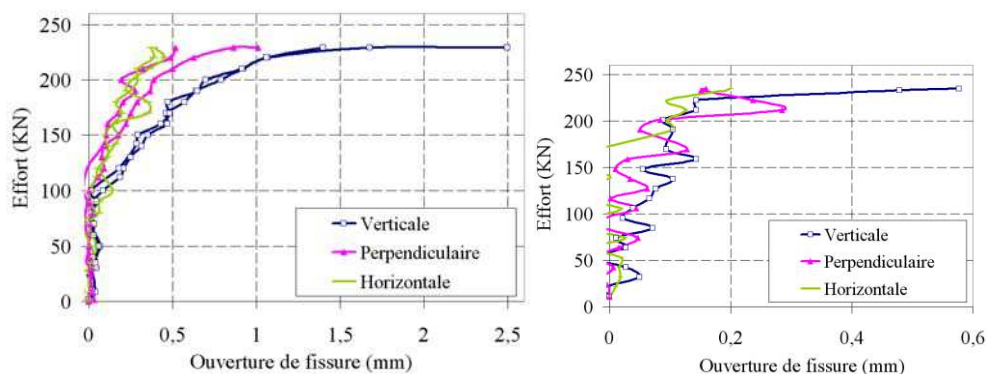 250
200
150
100
50
0
Effort (KN)
0
0.5
1
1.5
2
2.5
Ouverture de fissure (mm)
Verticale
Perpendiculaire
Horizontale
250
200
150
100
50
0
Effort (KN)
0
0,2
0,4
0,6
Ouverture de fissure (mm)
Verticale
Perpendiculaire
Horizontale